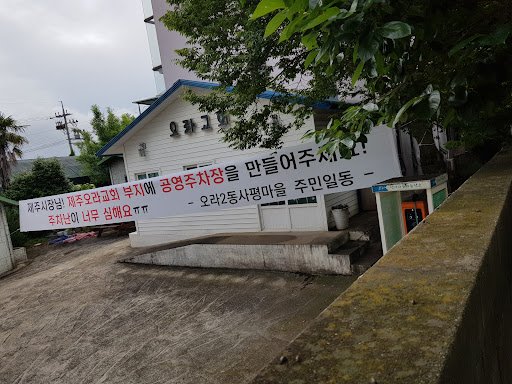 오라교회
제주시장님! 제주오라교회 부지에 공영주차장을 만들어주세요!
주차난이 너무 심해요ㅠㅠ
- 오라2동사평마을 주민일동 -